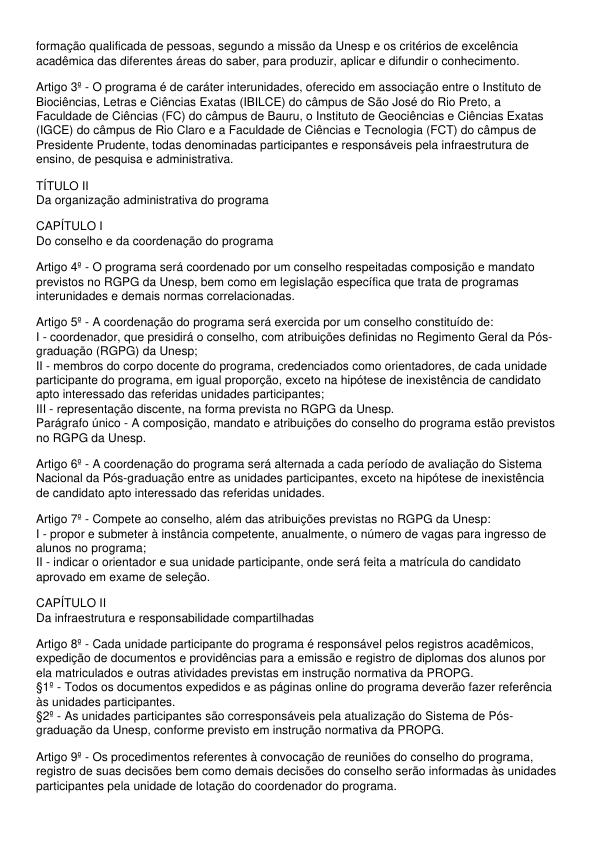 formação qualificada de pessoas, segundo a missão da Unesp e os critérios de excelência
acadêmica das diferentes áreas do saber, para produzir, aplicar e difundir o conhecimento.
Artigo 3º - O programa é de caráter interunidades, oferecido em associação entre o Instituto de
Biociências, Letras e Ciências Exatas (IBILCE) do câmpus de São José do Rio Preto, a
Faculdade de Ciências (FC) do câmpus de Bauru, o Instituto de Geociências e Ciências Exatas
(IGCE) do câmpus de Rio Claro e a Faculdade de Ciências e Tecnologia (FCT) do câmpus de
Presidente Prudente, todas denominadas participantes e responsáveis pela infraestrutura de
ensino, de pesquisa e administrativa.
TÍTULO II
Da organização administrativa do programa
CAPÍTULO I
Do conselho e da coordenação do programa
Artigo 4º - O programa será coordenado por um conselho respeitadas composição e mandato
previstos no RGPG da Unesp, bem como em legislação específica que trata de programas
interunidades e demais normas correlacionadas.
Artigo 5º - A coordenação do programa será exercida por um conselho constituído de:
I - coordenador, que presidirá o conselho, com atribuições definidas no Regimento Geral da Pós-
graduação (RGPG) da Unesp;
II - membros do corpo docente do programa, credenciados como orientadores, de cada unidade
participante do programa, em igual proporção, exceto na hipótese de inexistência de candidato
apto interessado das referidas unidades participantes;
III - representação discente, na forma prevista no RGPG da Unesp.
Parágrafo único - A composição, mandato e atribuições do conselho do programa estão previstos
no RGPG da Unesp.
Artigo 6º - A coordenação do programa será alternada a cada período de avaliação do Sistema
Nacional da Pós-graduação entre as unidades participantes, exceto na hipótese de inexistência
de candidato apto interessado das referidas unidades.
Artigo 7º - Compete ao conselho, além das atribuições previstas no RGPG da Unesp:
I - propor e submeter à instância competente, anualmente, o número de vagas para ingresso de
alunos no programa;
II - indicar o orientador e sua unidade participante, onde será feita a matrícula do candidato
aprovado em exame de seleção.
CAPÍTULO II
Da infraestrutura e responsabilidade compartilhadas
Artigo 8º - Cada unidade participante do programa é responsável pelos registros acadêmicos,
expedição de documentos e providências para a emissão e registro de diplomas dos alunos por
ela matriculados e outras atividades previstas em instrução normativa da PROPG.
§1º - Todos os documentos expedidos e as páginas online do programa deverão fazer referência
às unidades participantes.
§2º - As unidades participantes são corresponsáveis pela atualização do Sistema de Pós-
graduação da Unesp, conforme previsto em instrução normativa da PROPG.
Artigo 9º - Os procedimentos referentes à convocação de reuniões do conselho do programa,
registro de suas decisões bem como demais decisões do conselho serão informadas às unidades
participantes pela unidade de lotação do coordenador do programa.